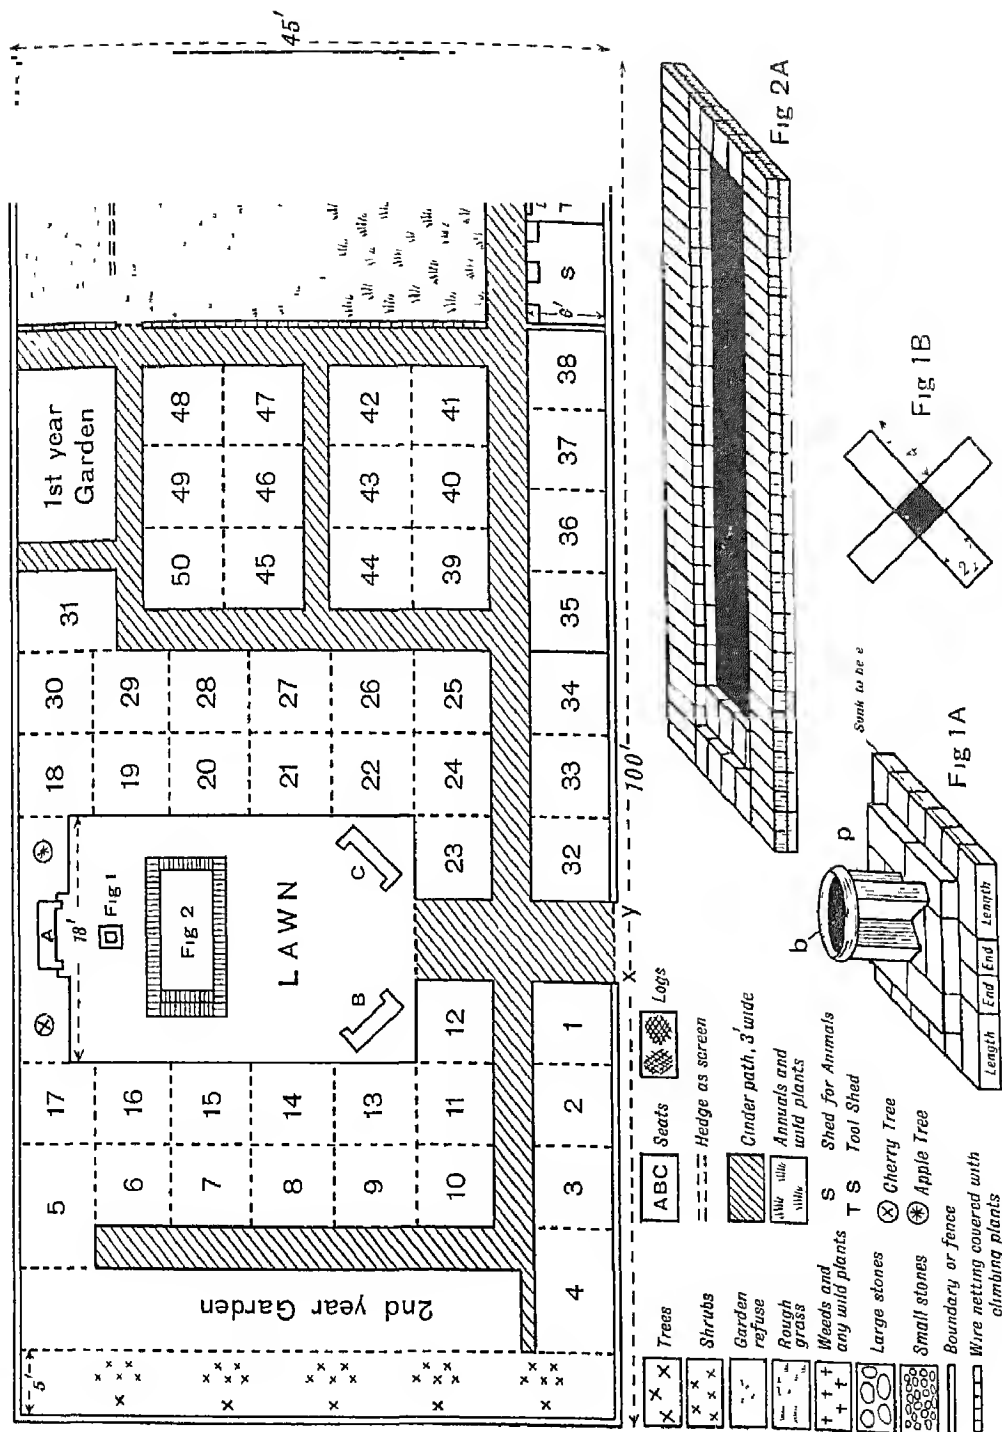 45'
1st year
Garden
31
30
29
28
27
26
25
18
19
20
21
22
24
48
47
42
41
49
46
43
40
50
45
44
39
38
37
36
35
34
33
32
S
T
6'
A
18'
Fig 1
Fig 2
LAWN
B
C
23
12
17
16
15
14
13
11
5
6
7
8
9
10
1
2
3
4
2nd year Garden
5'
X
Y
100'
Trees
Shrubs
Garden
refuse
Rough
grass
Weeds and
any wild plants
Large stones
Small stones
Boundary or fence
Wire netting covered with
climbing plants
ABC Seats
Logs
Hedge as screen
Cinder path, 3' wide
Annuals and
wild plants
S Shed for Animals
T S Tool Shed
Cherry Tree
Apple Tree
Fig 2A
b
p
Sunk to be
Length End End Length
Fig 1A
Fig 1B